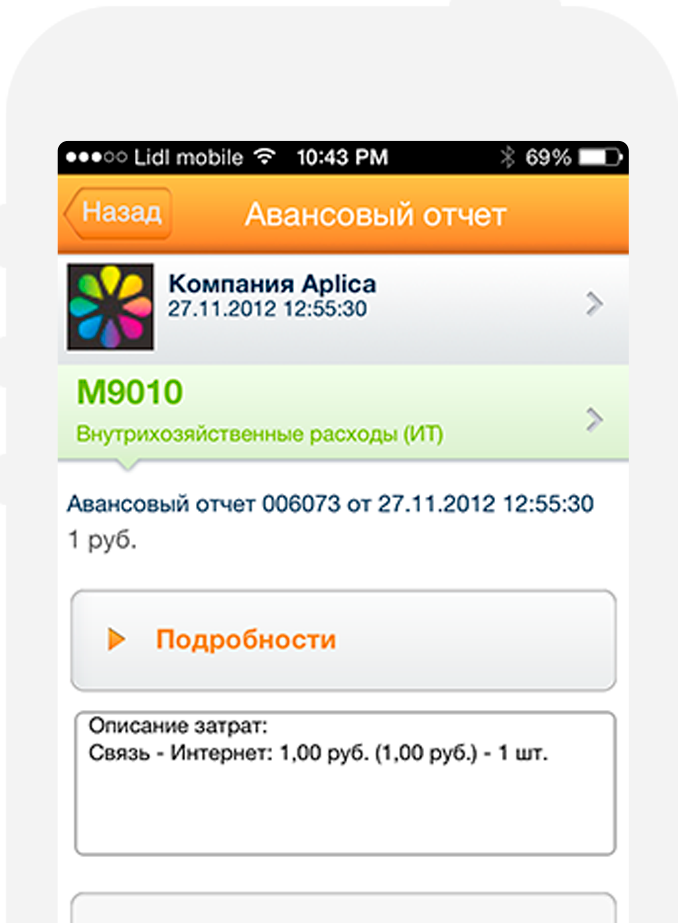 Lidl mobile 10:43 PM 69%
Назад Авансовый отчет
Компания Aplica
27.11.2012 12:55:30
M9010
Внутрихозяйственные расходы (ИТ)
Авансовый отчет 006073 от 27.11.2012 12:55:30
1 руб.
Подробности
Описание затрат:
Связь - Интернет: 1,00 руб. (1,00 руб.) - 1 шт.